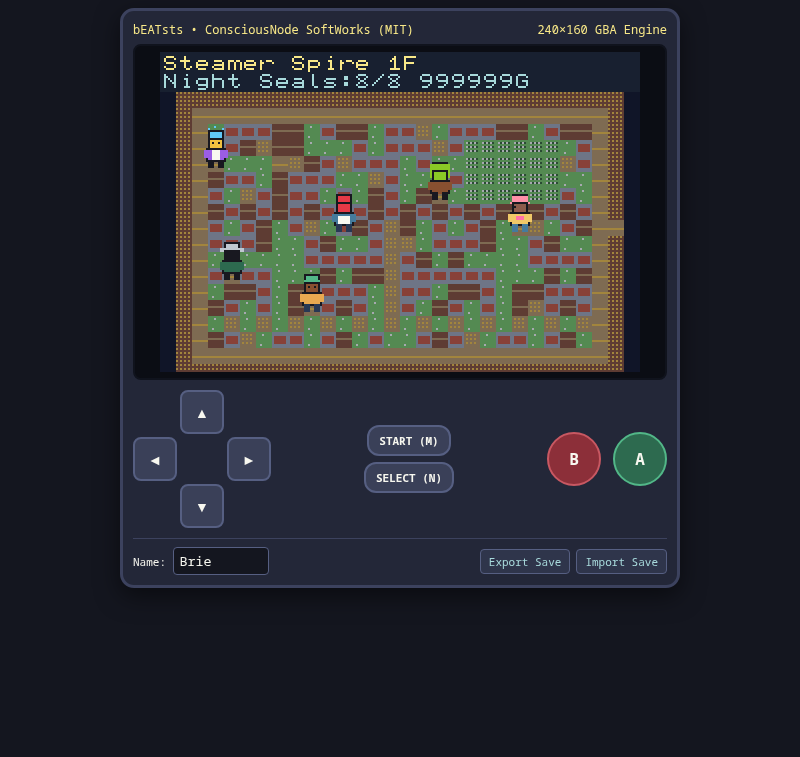 bEATsts • ConsciousNode SoftWorks (MIT)
240×160 GBA Engine
Steamer Spire 1F
Night Seals:8/8 999999G
▲
◄
►
▼
START (M)
SELECT (N)
B
A
Name: Brie
Export Save
Import Save